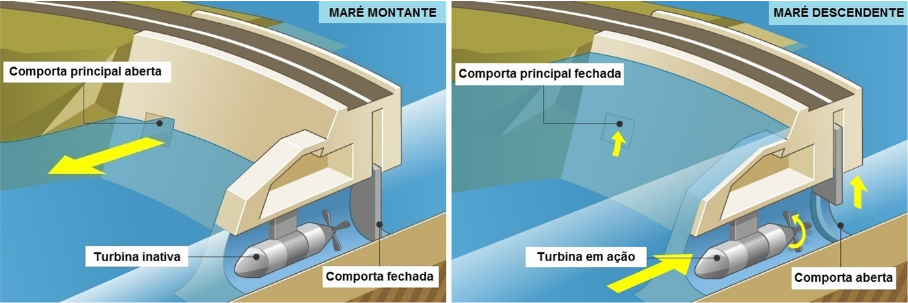 MARÉ MONTANTE
Comporta principal aberta
Turbina inativa
Comporta fechada
MARÉ DESCENDENTE
Comporta principal fechada
Turbina em ação
Comporta aberta